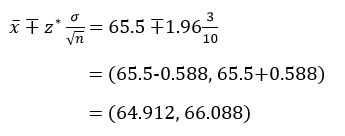 x̄ ∓ z* σ/√n = 65.5 ∓1.96 3/10
= (65.5-0.588, 65.5+0.588)
= (64.912, 66.088)